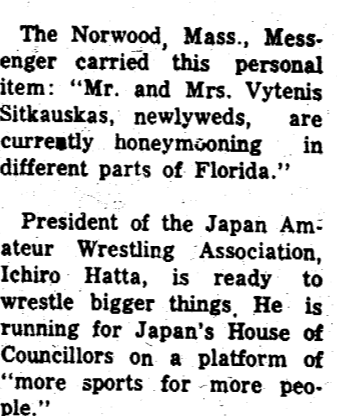 The Norwood, Mass., Mess-
enger carried this personal
item: “Mr. and Mrs. Vytenis
Sitkauskas, newlyweds, are
currently honeymooning in
different parts of Florida.”
President of the Japan Am-
ateur Wrestling Association,
Ichiro Hatta, is ready to
wrestle bigger things. He is
running for Japan's House of
Councillors on a platform of
“more sports for more peo-
ple.”